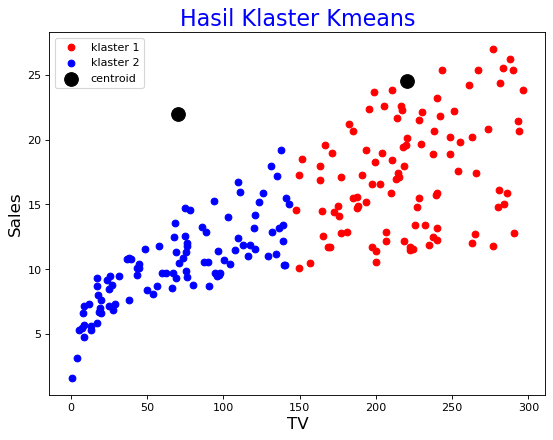 Hasil Klaster Kmeans
klaster 1
klaster 2
centroid
25
20
15
10
5
Sales
0
50
100
150
200
250
300
TV